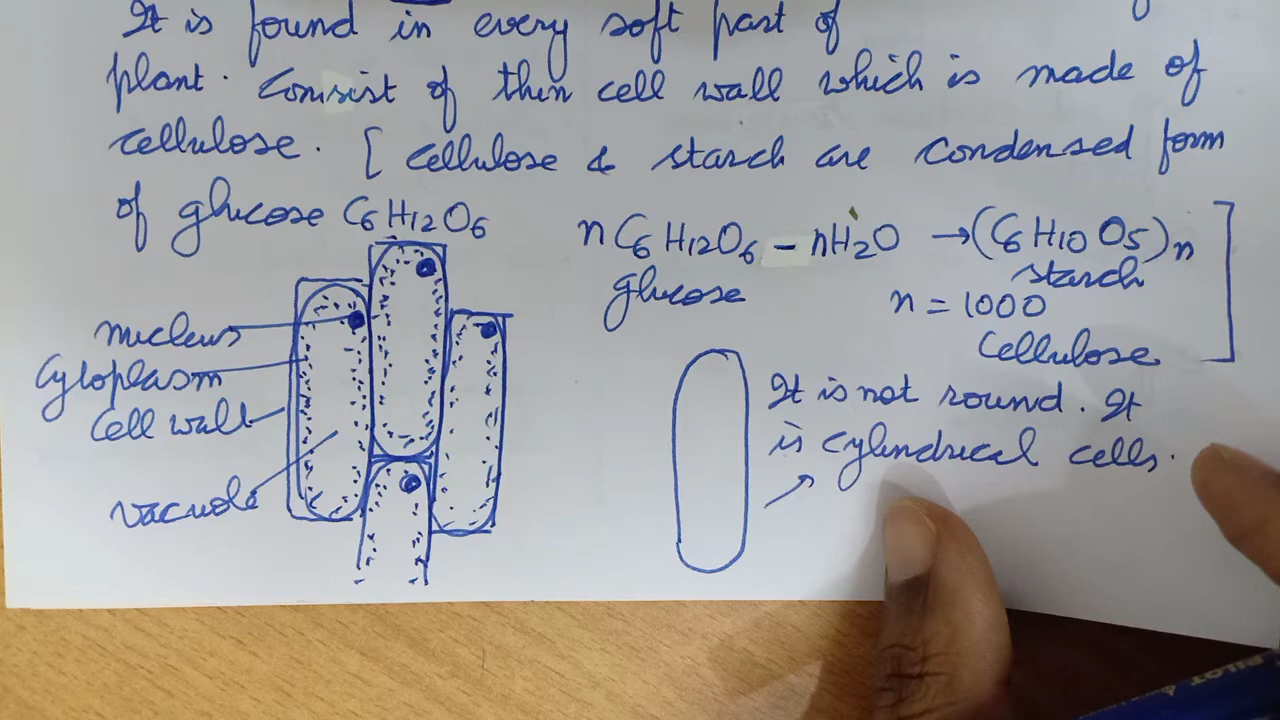 It is found in every soft part of
plant. Consist of thin cell wall which is made of
cellulose. [ cellulose & starch are condensed form
of glucose C6H12O6 nC6H12O6 - nH2O → (C6H10O5)n ]
glucose starch
n = 1000
cellulose
nucleus
Cytoplasm
Cell wall
vacuole
It is not round. It
is cylindrical cells.
PILOT